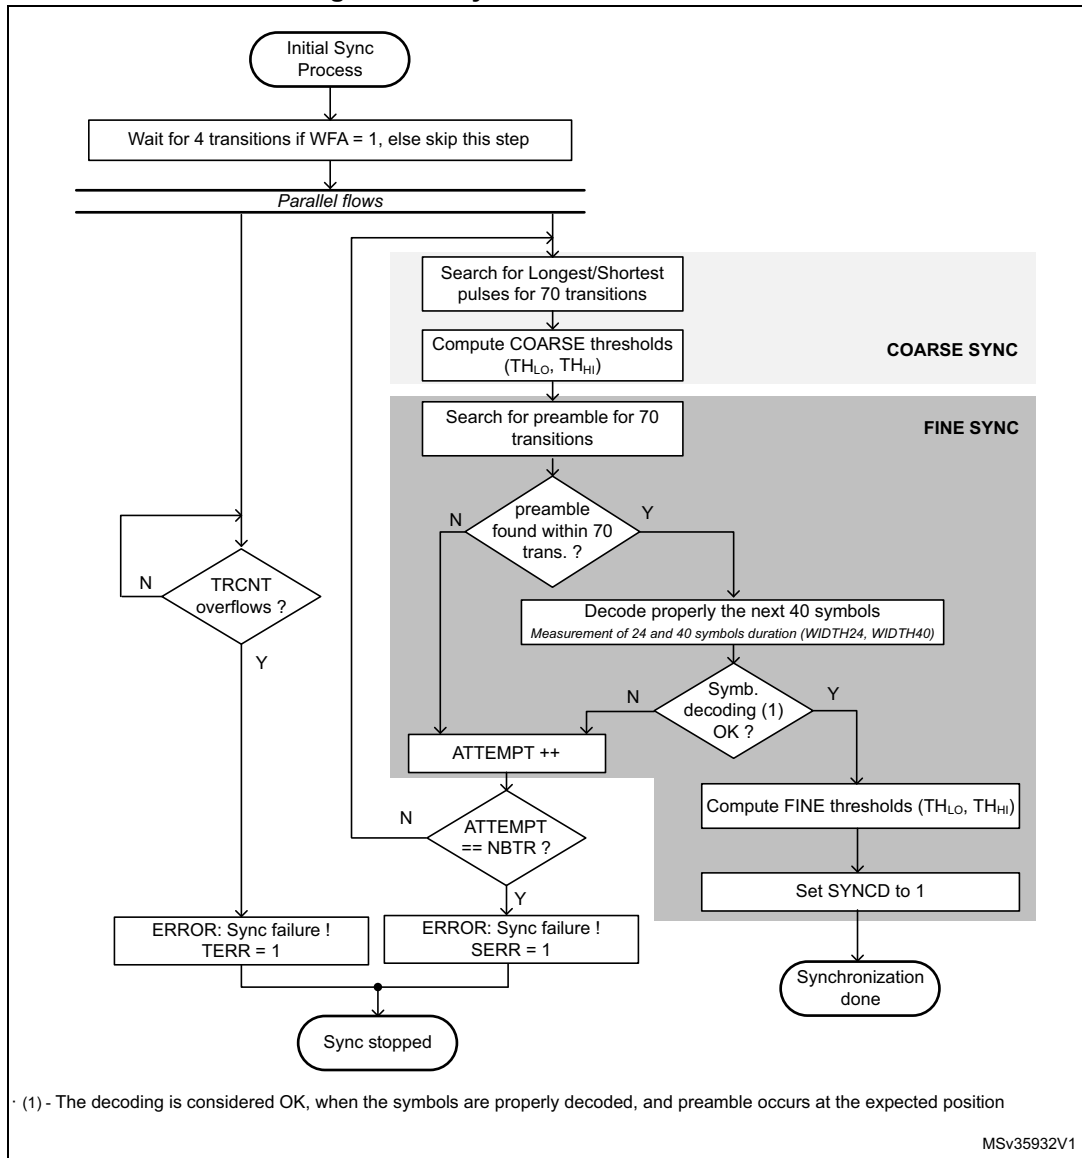 Initial Sync
Process
Wait for 4 transitions if WFA = 1, else skip this step
Parallel flows
Search for Longest/Shortest
pulses for 70 transitions
Compute COARSE thresholds
(THLO, THHI)
COARSE SYNC
Search for preamble for 70
transitions
FINE SYNC
preamble
found within 70
trans. ?
N
Y
TRCNT
overflows ?
N
Y
Decode properly the next 40 symbols
Measurement of 24 and 40 symbols duration (WIDTH24, WIDTH40)
Symb.
decoding (1)
OK ?
N
Y
ATTEMPT ++
Compute FINE thresholds (THLO, THHI)
ATTEMPT
== NBTR ?
N
Y
Set SYNCD to 1
ERROR: Sync failure !
TERR = 1
ERROR: Sync failure !
SERR = 1
Synchronization
done
Sync stopped
(1) - The decoding is considered OK, when the symbols are properly decoded, and preamble occurs at the expected position
MSv35932V1